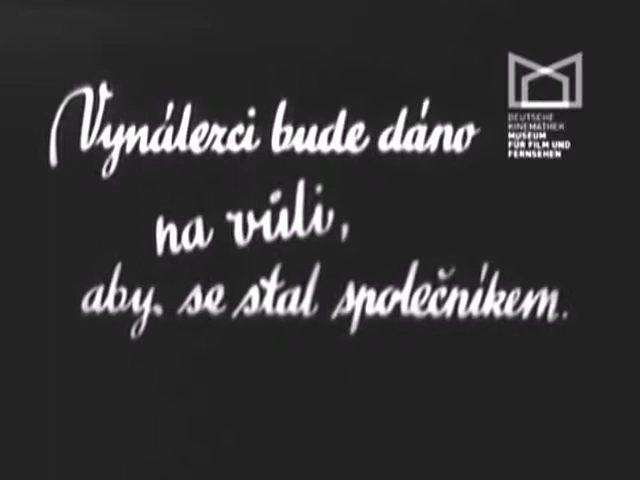 Vynálezci bude dáno
na vůli,
aby. se stal společníkem.
DEUTSCHE
KINEMATHEK
MUSEUM
FÜR FILM UND
FERNSEHEN